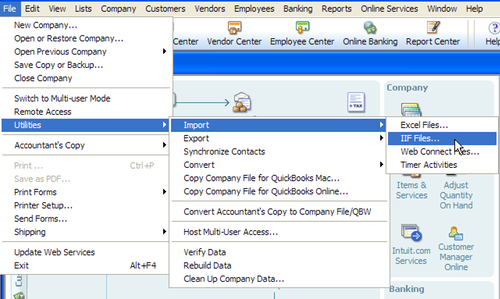 File Edit View Lists Company Customers Vendors Employees Banking Reports Online Services Window Help
New Company...
Open or Restore Company...
Open Previous Company
Save Copy or Backup...
Close Company
Switch to Multi-user Mode
Remote Access
Utilities
Accountant's Copy
Print ... Ctrl+P
Save as PDF...
Print Forms
Printer Setup...
Send Forms...
Shipping
Update Web Services
Exit Alt+F4
Center Vendor Center Employee Center Online Banking Report Center Help
Import
Export
Synchronize Contacts
Convert
Copy Company File for QuickBooks Mac...
Copy Company File for QuickBooks Online...
Convert Accountant's Copy to Company File/QBW
Host Multi-User Access...
Verify Data
Rebuild Data
Clean Up Company Data...
Company
Excel Files...
IIF Files...
Web Connect
Timer Activities
Items & Services
Adjust Quantity On Hand
Intuit.com Services
Customer Manager Online
Banking